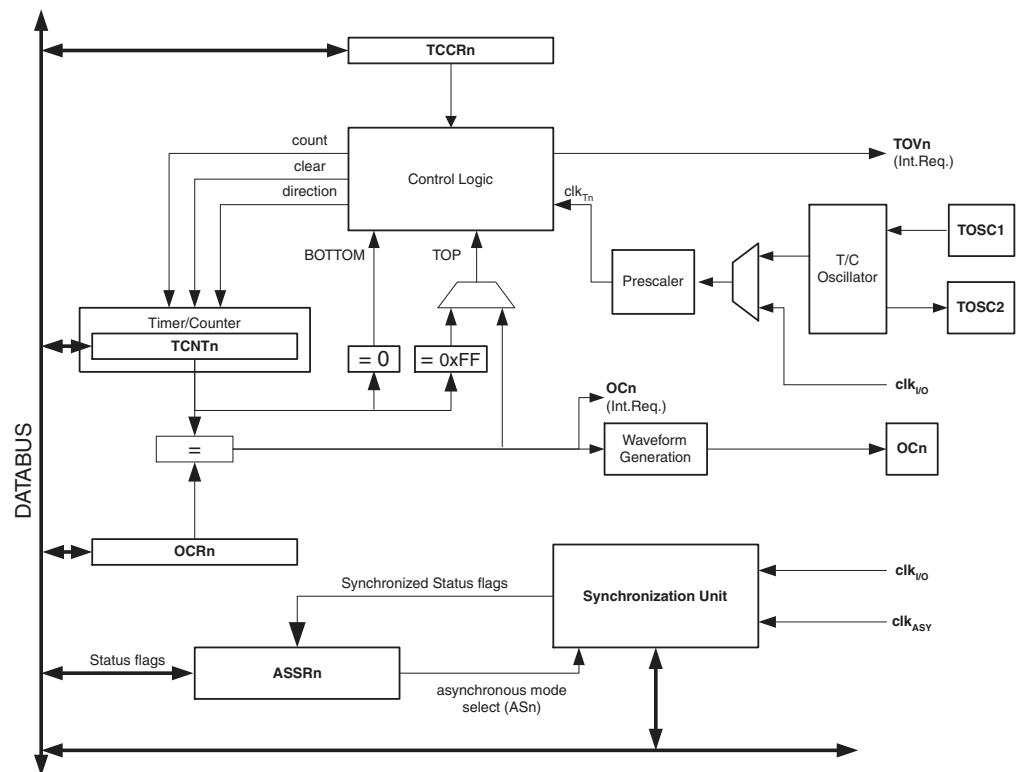 TCCRn
count
clear
direction
Control Logic
TOVn
(Int.Req.)
clkTn
BOTTOM
TOP
Prescaler
T/C
Oscillator
TOSC1
TOSC2
Timer/Counter
TCNTn
= 0
= 0xFF
clkI/O
OCn
(Int.Req.)
=
Waveform
Generation
OCn
DATABUS
OCRn
Synchronized Status flags
Synchronization Unit
clkI/O
clkASY
Status flags
ASSRn
asynchronous mode
select (ASn)